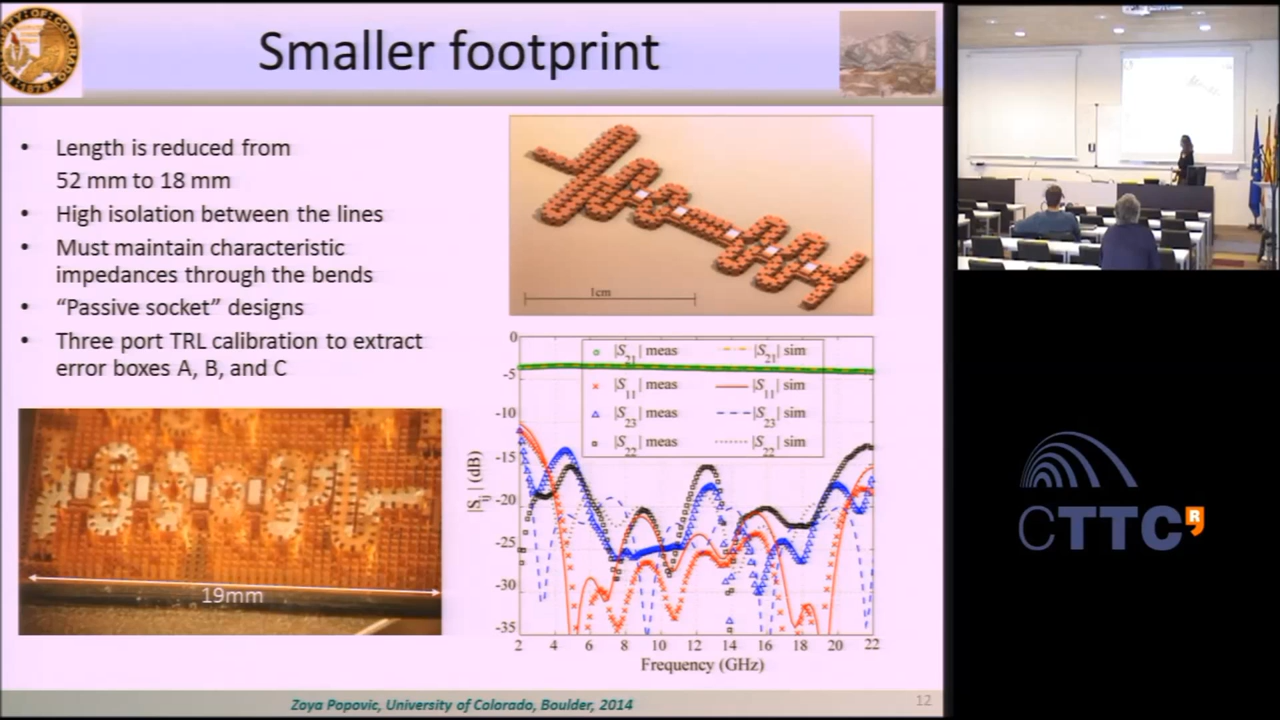 Smaller footprint
• Length is reduced from
52 mm to 18 mm
• High isolation between the lines
• Must maintain characteristic
impedances through the bends
• “Passive socket” designs
• Three port TRL calibration to extract
error boxes A, B, and C
19mm
1cm
|S21| meas |S21| sim
|S11| meas |S11| sim
|S23| meas |S23| sim
|S22| meas |S22| sim
|Sij| (dB)
0
-5
-10
-15
-20
-25
-30
-35
2 4 6 8 10 12 14 16 18 20 22
Frequency (GHz)
Zoya Popovic, University of Colorado, Boulder, 2014
12
CTTC R